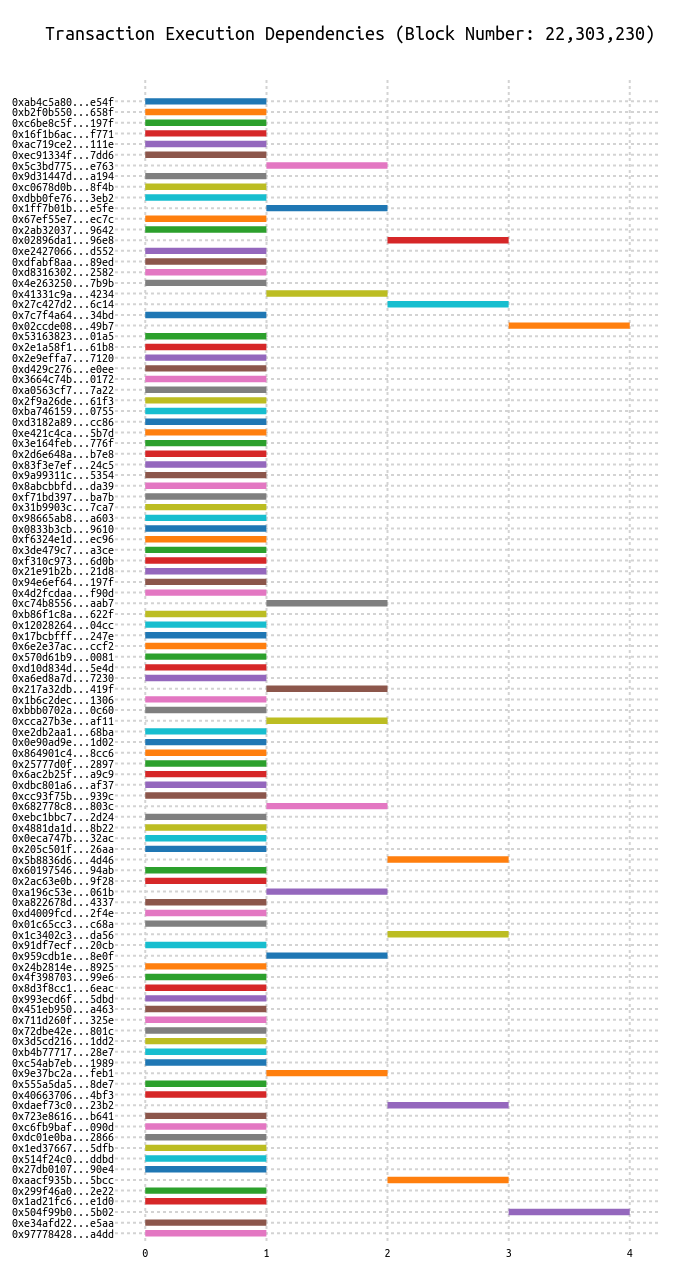 Transaction Execution Dependencies (Block Number: 22,303,230)
0xab4c5a80...e54f
0xb2f0b550...658f
0xc6be8c5f...197f
0x16f1b6ac...f771
0xac719ce2...111e
0xec91334f...7dd6
0x5c3bd775...e763
0x9d31447d...a194
0xc0678d0b...8f4b
0xdbb0fe76...3eb2
0x1ff7b01b...e5fe
0x67ef55e7...ec7c
0x2ab32037...9642
0x02896da1...96e8
0xe2427066...d552
0xdfabf8aa...89ed
0xd8316302...2582
0x4e263250...7b9b
0x41331c9a...4234
0x27c427d2...6c14
0x7c7f4a64...34bd
0x02ccde08...49b7
0x53163823...01a5
0x2e1a58f1...61b8
0x2e9effa7...7120
0xd429c276...e0ee
0x3664c74b...0172
0xa0563cf7...7a22
0x2f9a26de...61f3
0xba746159...0755
0xd3182a89...cc86
0xe421c4ca...5b7d
0x3e164feb...776f
0x2d6e648a...b7e8
0x83f3e7ef...24c5
0x9a99311c...5354
0x8abcbbfd...da39
0xf71bd397...ba7b
0x31b9903c...7ca7
0x98665ab8...a603
0x0833b3cb...9610
0xf6324e1d...ec96
0x3de479c7...a3ce
0xf310c973...6d0b
0x21e91b2b...21d8
0x94e6ef64...197f
0x4d2fcdaa...f90d
0xc74b8556...aab7
0xb86f1c8a...622f
0x12028264...04cc
0x17bcbfff...247e
0x6e2e37ac...ccf2
0x570d61b9...0081
0xd10d834d...5e4d
0xa6ed8a7d...7230
0x217a32db...419f
0x1b6c2dec...1306
0xbbb0702a...0c60
0xcca27b3e...af11
0xe2db2aa1...68ba
0x0e90ad9e...1d02
0x864901c4...8cc6
0x25777d0f...2897
0x6ac2b25f...a9c9
0xdbc801a6...af37
0xcc93f75b...939c
0x682778c8...803c
0xebc1bbc7...2d24
0x4881da1d...8b22
0x0eca747b...32ac
0x205c501f...26aa
0x5b8836d6...4d46
0x60197546...94ab
0x2ac63e0b...9f28
0xa196c53e...061b
0xa822678d...4337
0xd4009fcd...2f4e
0x01c65cc3...c68a
0x1c3402c3...da56
0x91df7ecf...20cb
0x959cdb1e...8e0f
0x24b2814e...8925
0x4f398703...99e6
0x8d3f8cc1...6eac
0x993ecd6f...5dbd
0x451eb950...a463
0x711d260f...325e
0x72dbe42e...801c
0x3d5cd216...1dd2
0xb4b77717...28e7
0xc54ab7eb...1989
0x9e37bc2a...feb1
0x555a5da5...8de7
0x40663706...4bf3
0xdaef73c0...23b2
0x723e8616...b641
0xc6fb9baf...090d
0xdc01e0ba...2866
0x1ed37667...5dfb
0x514f24c0...ddbd
0x27db0107...90e4
0xaacf935b...5bcc
0x299f46a0...2e22
0x1ad21fc6...e1d0
0x504f99b0...5b02
0xe34afd22...e5aa
0x97778428...a4dd
0 1 2 3 4